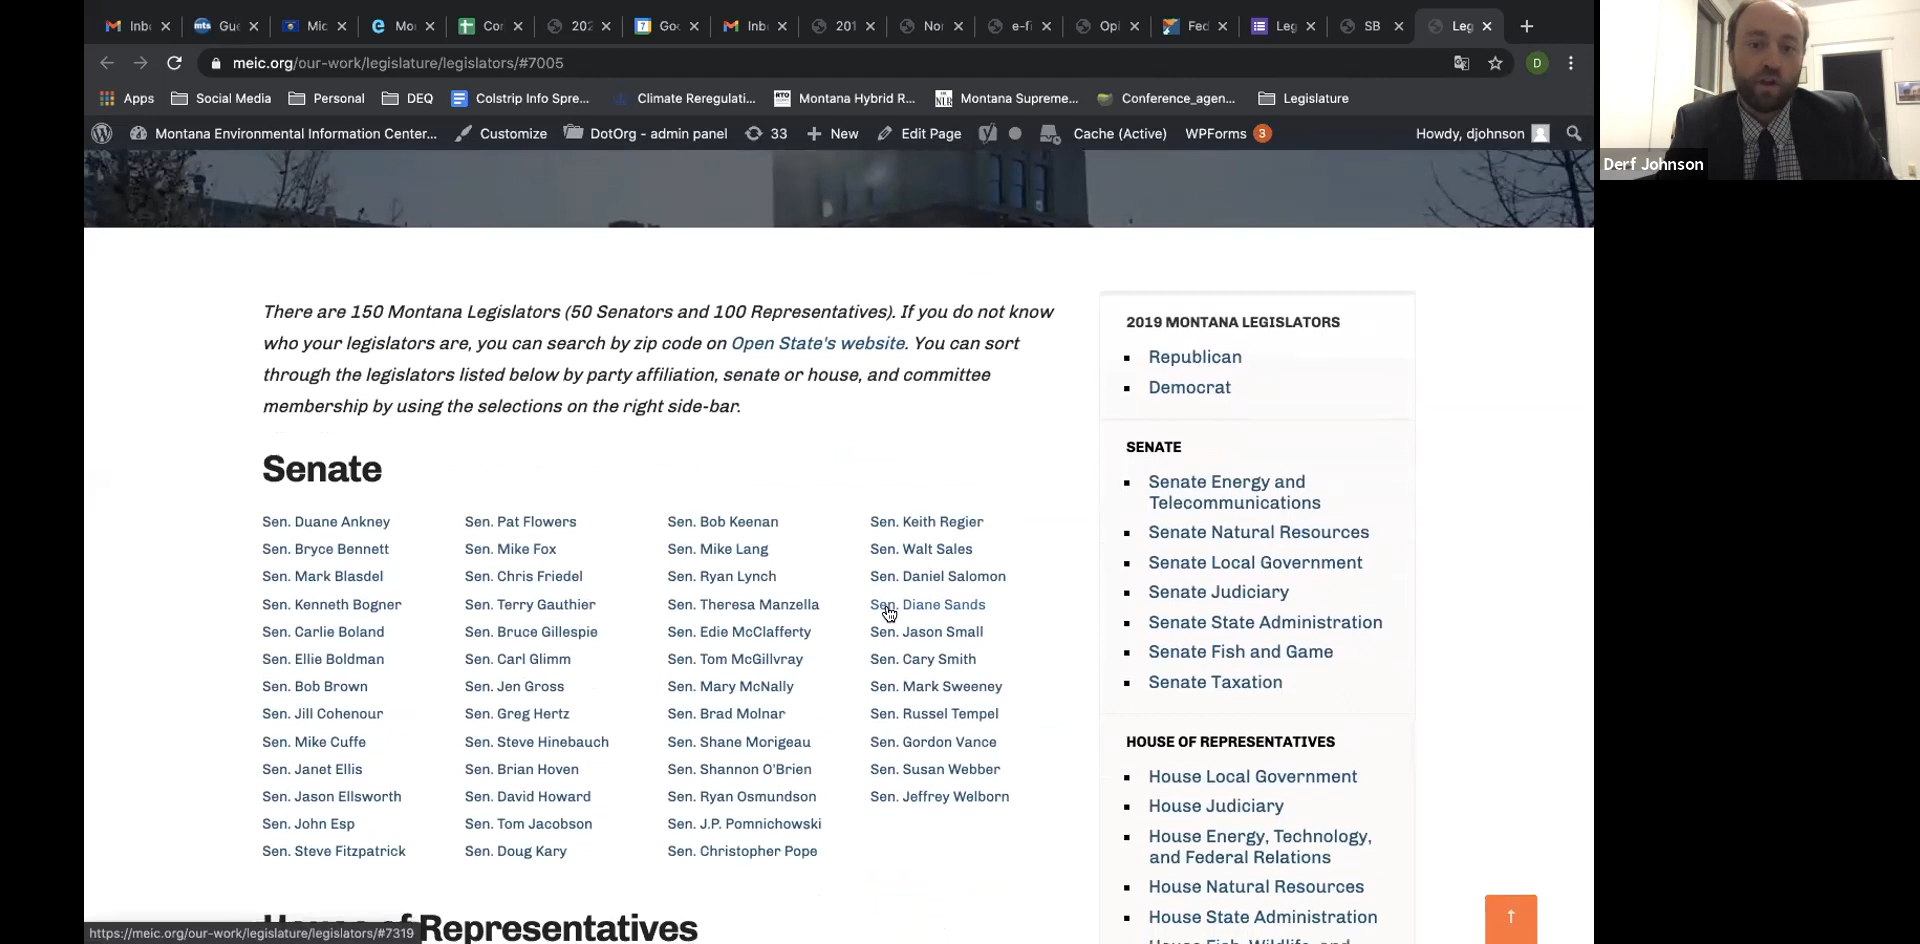 Inb
Gue
Mic
Mo
Cor
202
7
Goo
Inb
201
Nor
e-fi
Opi
Fed
Leg
SB
Leg
meic.org/our-work/legislature/legislators/#7005
D
Apps
Social Media
Personal
DEQ
Colstrip Info Spre...
Climate Reregulati...
Montana Hybrid R...
Montana Supreme...
Conference_agen...
Legislature
Montana Environmental Information Center...
Customize
DotOrg - admin panel
33
New
Edit Page
Cache (Active)
WPForms 3
Howdy, djohnson
Derf Johnson
There are 150 Montana Legislators (50 Senators and 100 Representatives). If you do not know
who your legislators are, you can search by zip code on Open State's website. You can sort
through the legislators listed below by party affiliation, senate or house, and committee
membership by using the selections on the right side-bar.
Senate
Sen. Duane Ankney
Sen. Bryce Bennett
Sen. Mark Blasdel
Sen. Kenneth Bogner
Sen. Carlie Boland
Sen. Ellie Boldman
Sen. Bob Brown
Sen. Jill Cohenour
Sen. Mike Cuffe
Sen. Janet Ellis
Sen. Jason Ellsworth
Sen. John Esp
Sen. Steve Fitzpatrick
Sen. Pat Flowers
Sen. Mike Fox
Sen. Chris Friedel
Sen. Terry Gauthier
Sen. Bruce Gillespie
Sen. Carl Glimm
Sen. Jen Gross
Sen. Greg Hertz
Sen. Steve Hinebauch
Sen. Brian Hoven
Sen. David Howard
Sen. Tom Jacobson
Sen. Doug Kary
Sen. Bob Keenan
Sen. Mike Lang
Sen. Ryan Lynch
Sen. Theresa Manzella
Sen. Edie McClafferty
Sen. Tom McGillvray
Sen. Mary McNally
Sen. Brad Molnar
Sen. Shane Morigeau
Sen. Shannon O'Brien
Sen. Ryan Osmundson
Sen. J.P. Pomnichowski
Sen. Christopher Pope
Sen. Keith Regier
Sen. Walt Sales
Sen. Daniel Salomon
Sen. Diane Sands
Sen. Jason Small
Sen. Cary Smith
Sen. Mark Sweeney
Sen. Russel Tempel
Sen. Gordon Vance
Sen. Susan Webber
Sen. Jeffrey Welborn
House of Representatives
2019 MONTANA LEGISLATORS
Republican
Democrat
SENATE
Senate Energy and
Telecommunications
Senate Natural Resources
Senate Local Government
Senate Judiciary
Senate State Administration
Senate Fish and Game
Senate Taxation
HOUSE OF REPRESENTATIVES
House Local Government
House Judiciary
House Energy, Technology,
and Federal Relations
House Natural Resources
House State Administration
House Fish, Wildlife, and
https://meic.org/our-work/legislature/legislators/#7319